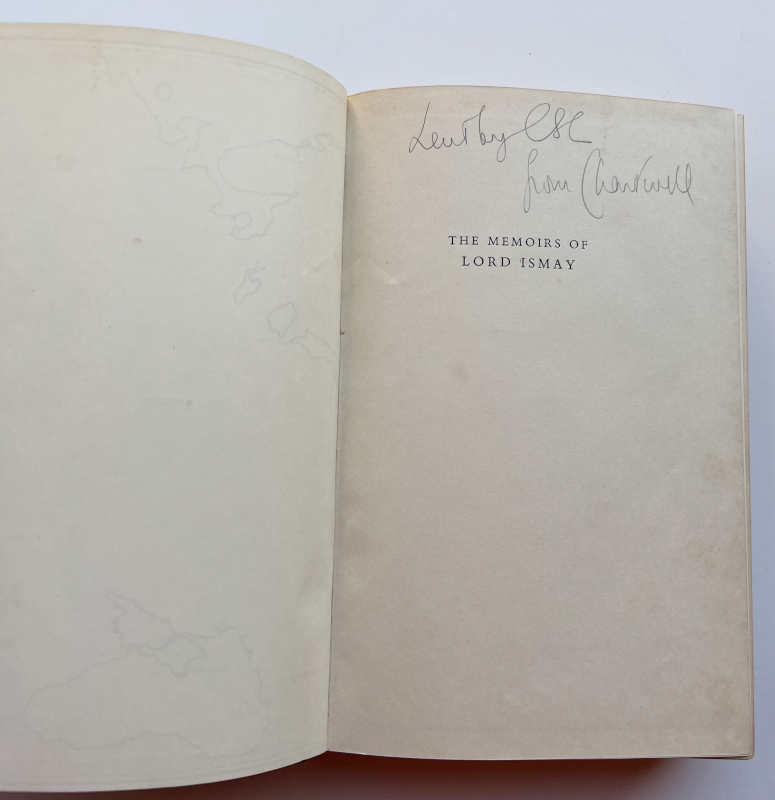 Lent by CSC
from Chartwell
THE MEMOIRS OF
LORD ISMAY